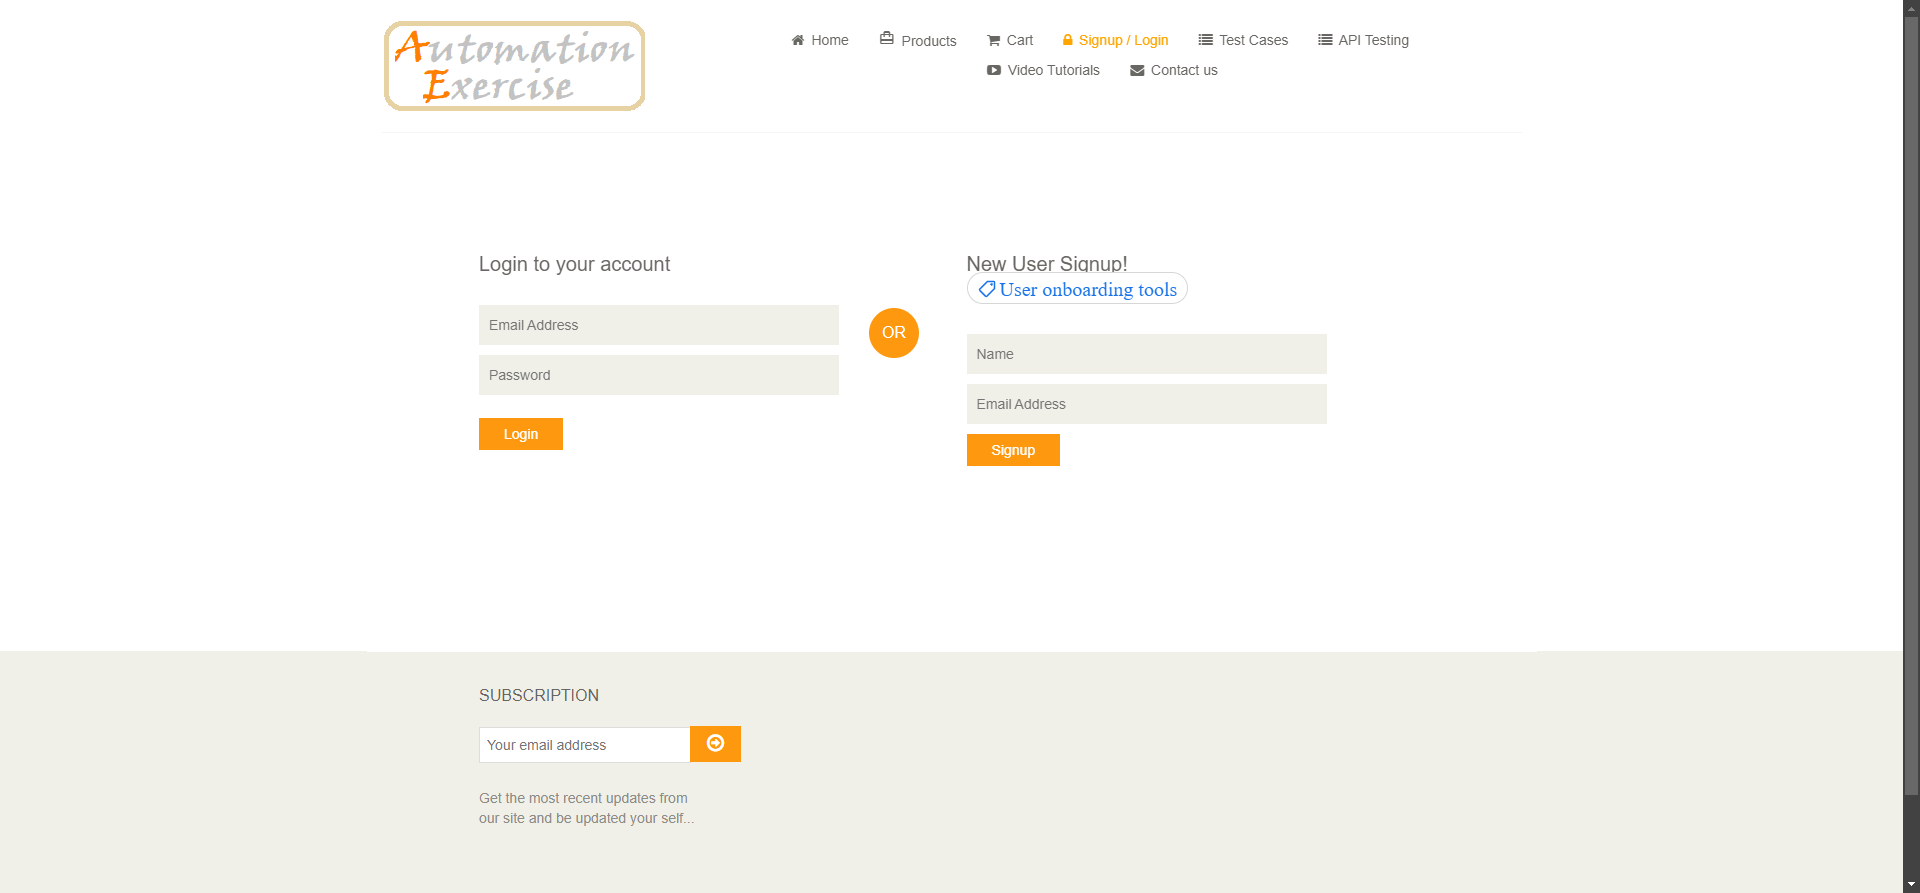 Automation
Exercise
Home
Products
Cart
Signup / Login
Test Cases
API Testing
Video Tutorials
Contact us
Login to your account
Email Address
Password
Login
OR
New User Signup!
User onboarding tools
Name
Email Address
Signup
SUBSCRIPTION
Your email address
Get the most recent updates from
our site and be updated your self...